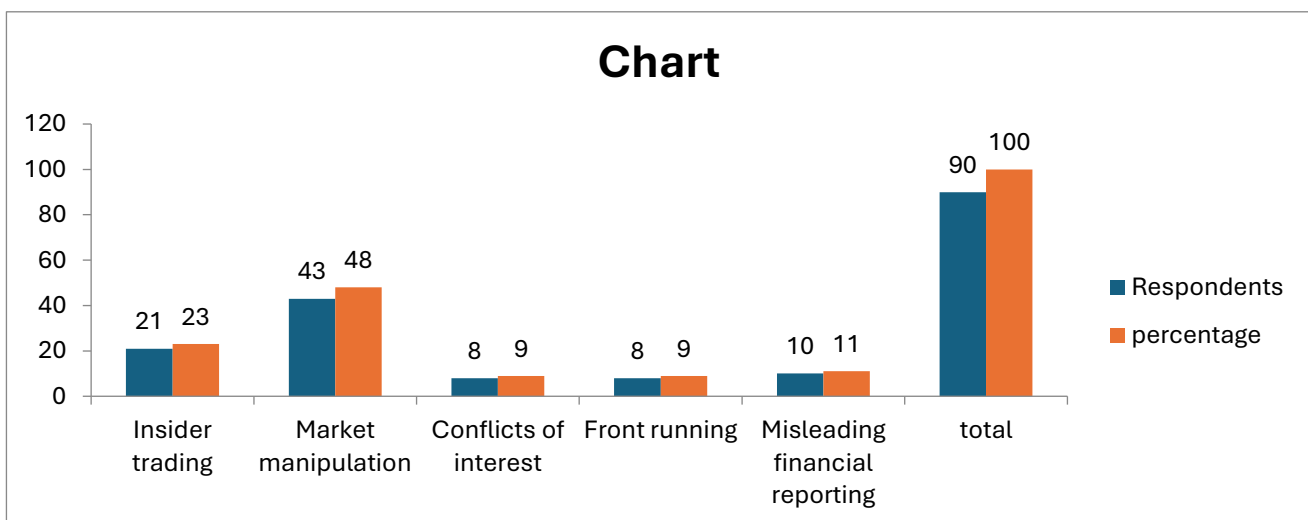 Chart
120
100
80
60
40
20
0
21 23
43 48
8 9
8 9
10 11
90 100
Insider
trading
Market
manipulation
Conflicts of
interest
Front running
Misleading
financial
reporting
total
Respondents
percentage